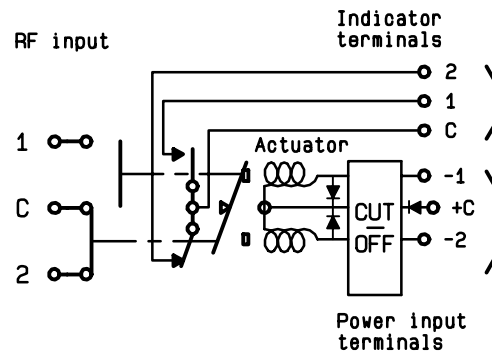 Indicator
terminals
RF input
2
1
C
Actuator
1
C
2
-1
+C
-2
CUT
OFF
Power input
terminals